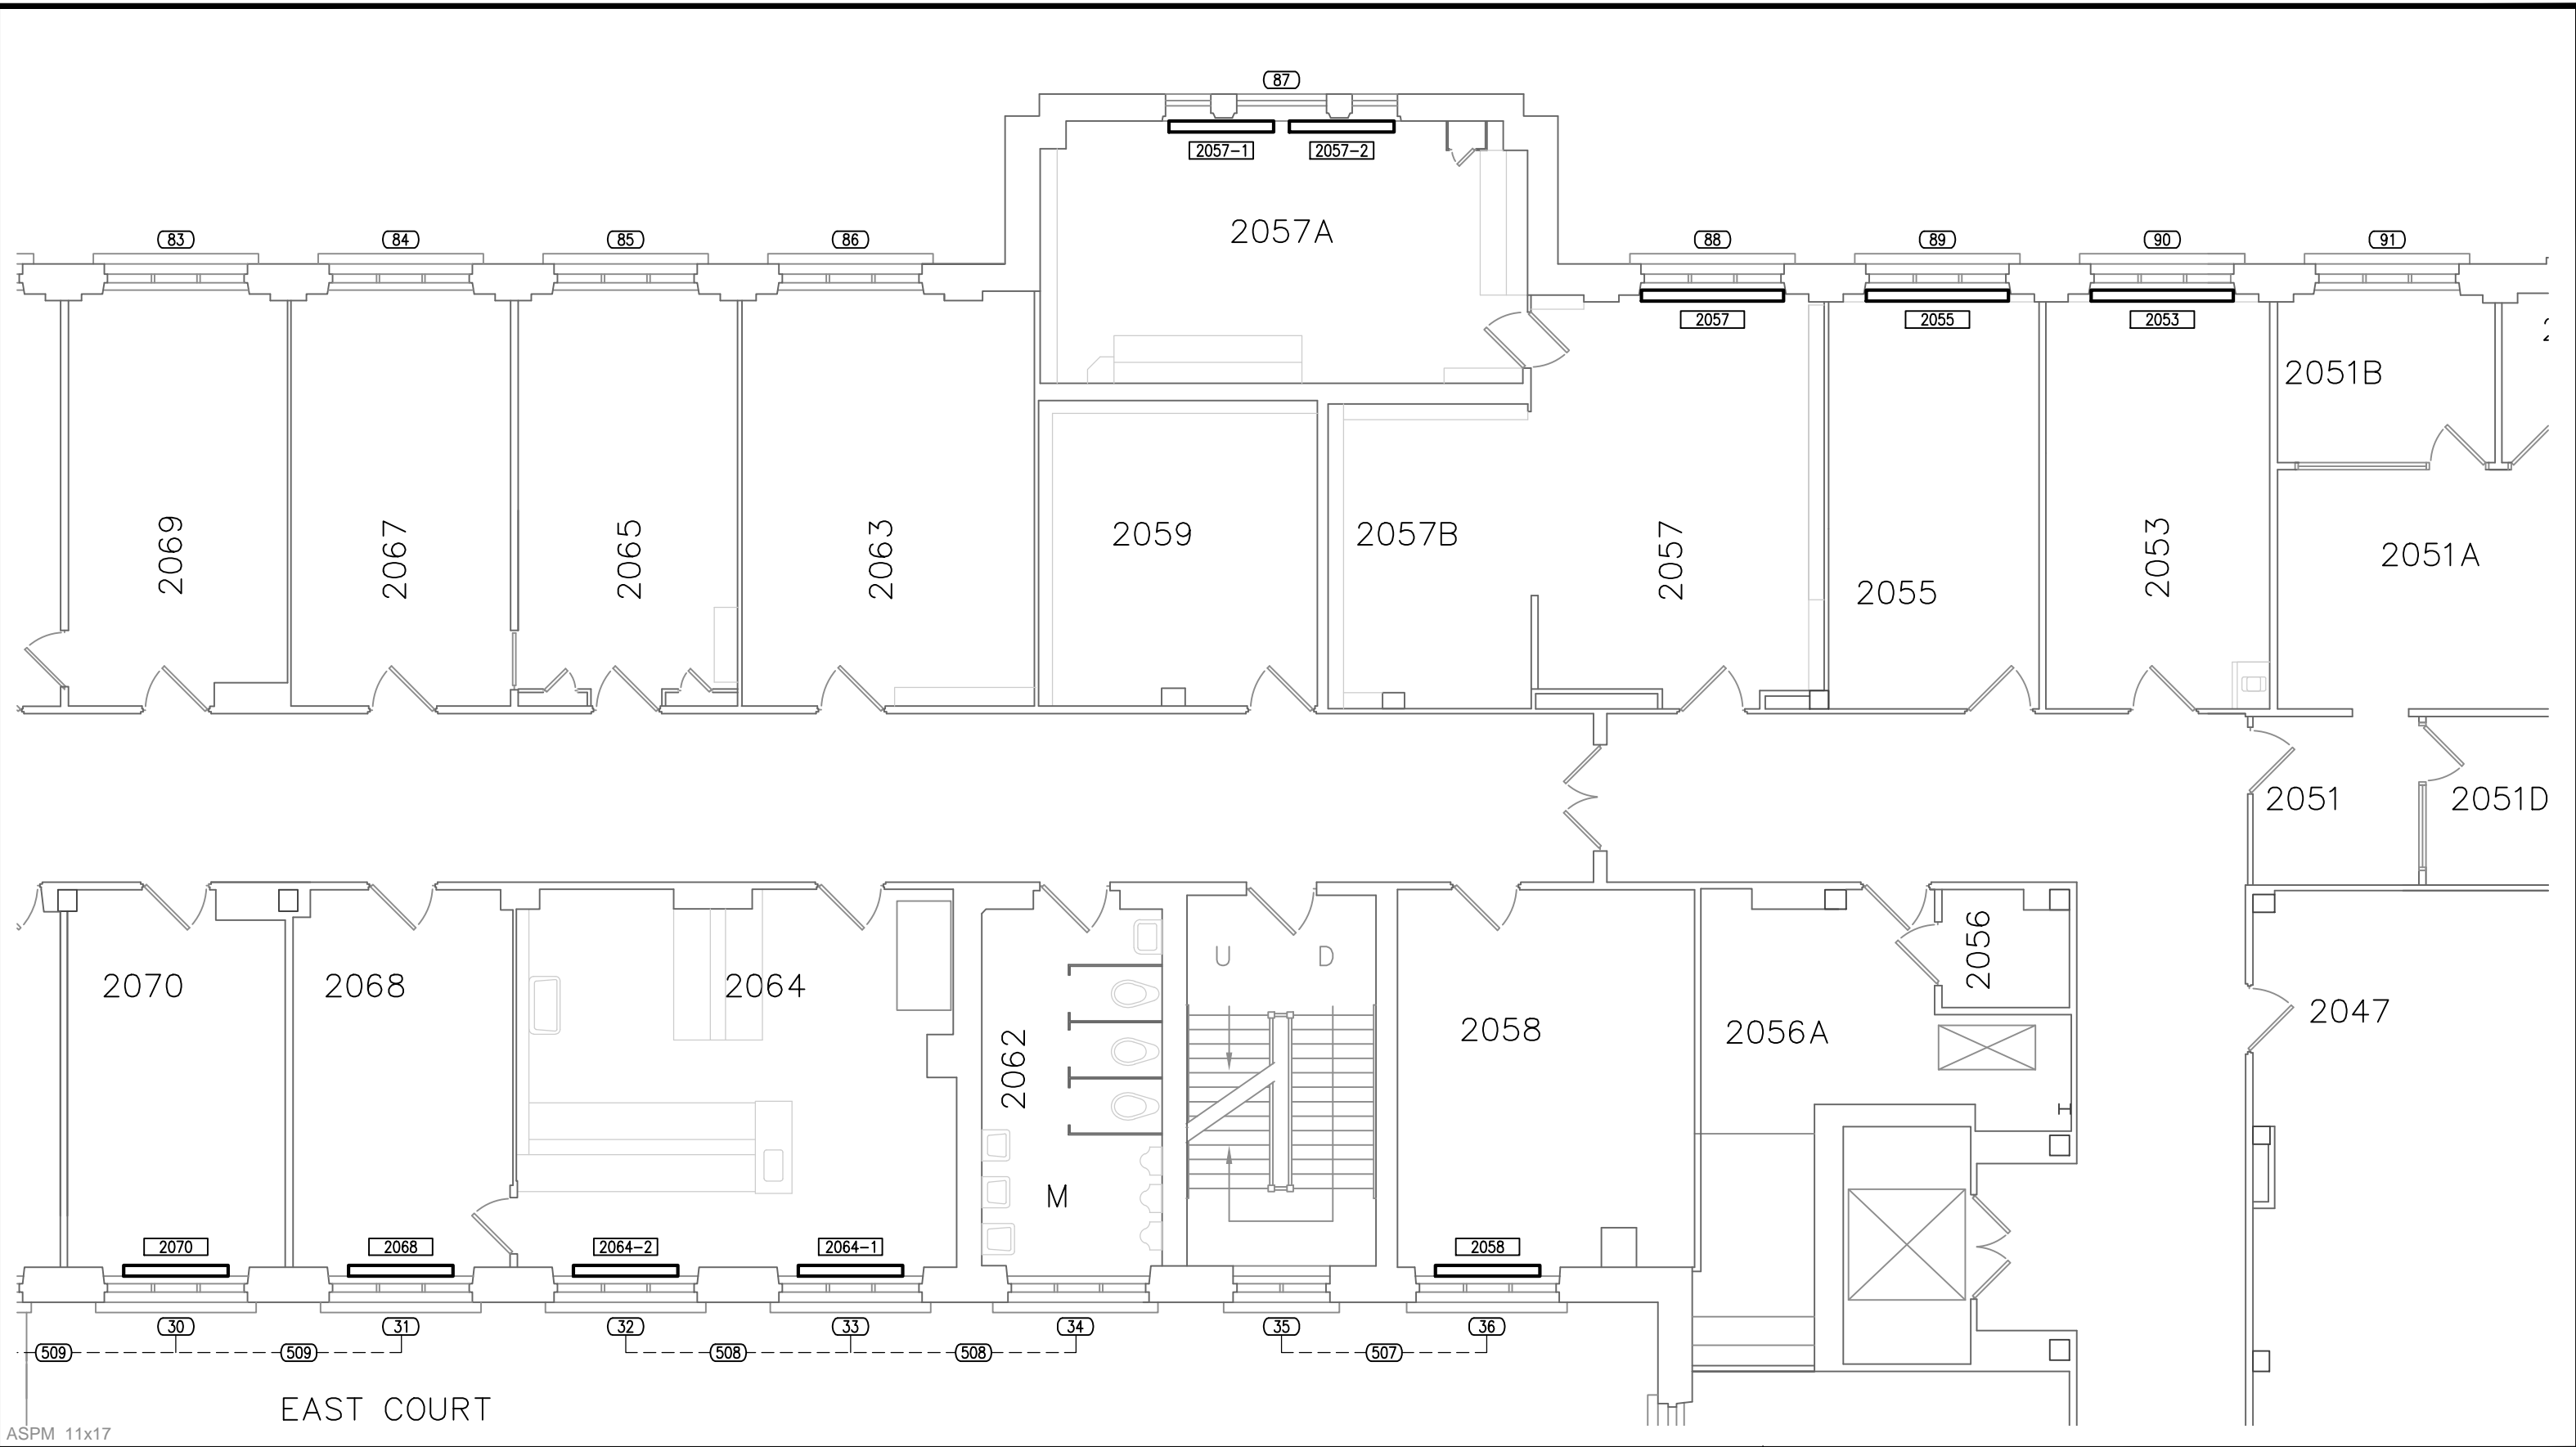 87
2057-1 2057-2
2057A
83 84 85 86 88 89 90 91
2057 2055 2053
2051B
2069 2067 2065 2063 2059 2057B 2057 2055 2053 2051A
2051 2051D
U D
2070 2068 2064 2062 2058 2056A 2056 2047
M
2070 2068 2064-2 2064-1 2058
30 31 32 33 34 35 36
509 509 508 508 507
EAST COURT
ASPM 11x17